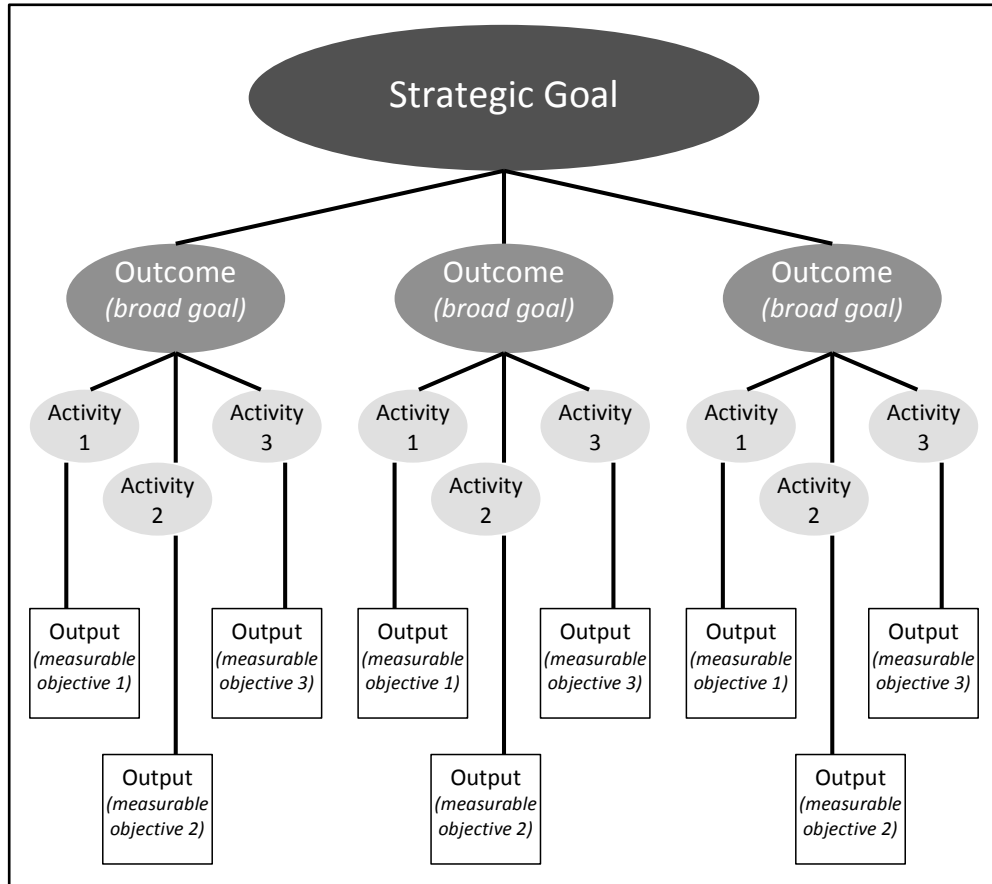 Strategic Goal
Outcome
(broad goal)
Outcome
(broad goal)
Outcome
(broad goal)
Activity
1
Activity
3
Activity
2
Activity
1
Activity
3
Activity
2
Activity
1
Activity
3
Activity
2
Output
(measurable
objective 1)
Output
(measurable
objective 3)
Output
(measurable
objective 2)
Output
(measurable
objective 1)
Output
(measurable
objective 3)
Output
(measurable
objective 2)
Output
(measurable
objective 1)
Output
(measurable
objective 3)
Output
(measurable
objective 2)